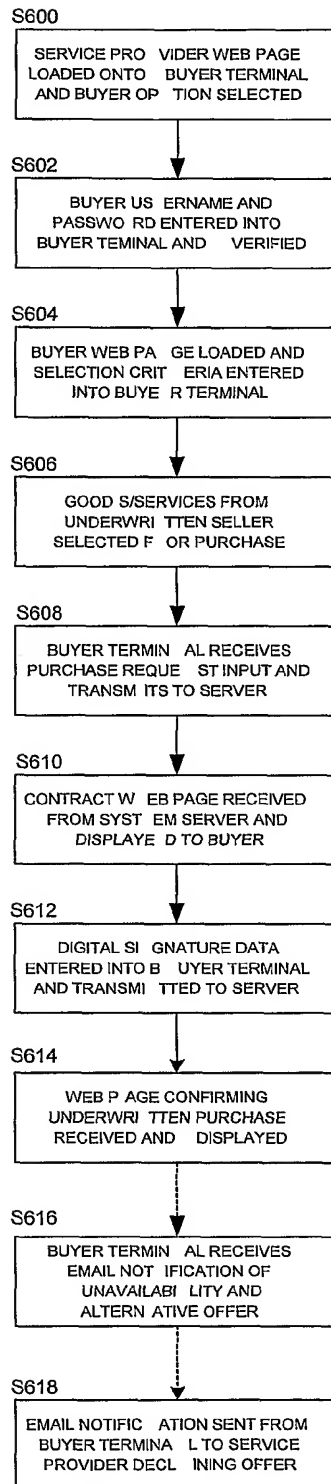 S600
SERVICE PRO VIDER WEB PAGE
LOADED ONTO BUYER TERMINAL
AND BUYER OP TION SELECTED
S602
BUYER US ERNAME AND
PASSWO RD ENTERED INTO
BUYER TEMINAL AND VERIFIED
S604
BUYER WEB PA GE LOADED AND
SELECTION CRIT ERIA ENTERED
INTO BUYE R TERMINAL
S606
GOOD S/SERVICES FROM
UNDERWRI TTEN SELLER
SELECTED F OR PURCHASE
S608
BUYER TERMIN AL RECEIVES
PURCHASE REQUE ST INPUT AND
TRANSM ITS TO SERVER
S610
CONTRACT W EB PAGE RECEIVED
FROM SYST EM SERVER AND
DISPLAYE D TO BUYER
S612
DIGITAL SI GNATURE DATA
ENTERED INTO B UYER TERMINAL
AND TRANSMI TTED TO SERVER
S614
WEB P AGE CONFIRMING
UNDERWRI TTEN PURCHASE
RECEIVED AND DISPLAYED
S616
BUYER TERMIN AL RECEIVES
EMAIL NOT IFICATION OF
UNAVAILABI LITY AND
ALTERN ATIVE OFFER
S618
EMAIL NOTIFIC ATION SENT FROM
BUYER TERMINA L TO SERVICE
PROVIDER DECL INING OFFER